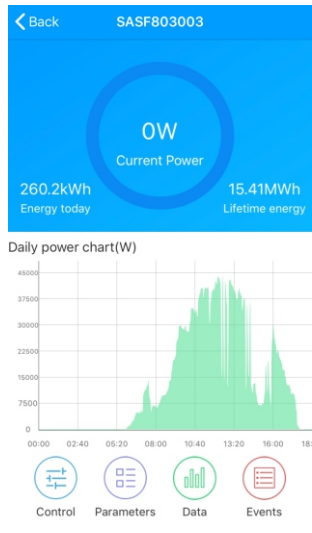 Back SASF803003
0W
Current Power
260.2kWh 15.41MWh
Energy today Lifetime energy
Daily power chart(W)
45000
37500
30000
22500
15000
7500
0
00:00 02:40 05:20 08:00 10:40 13:20 16:00 18:
Control Parameters Data Events